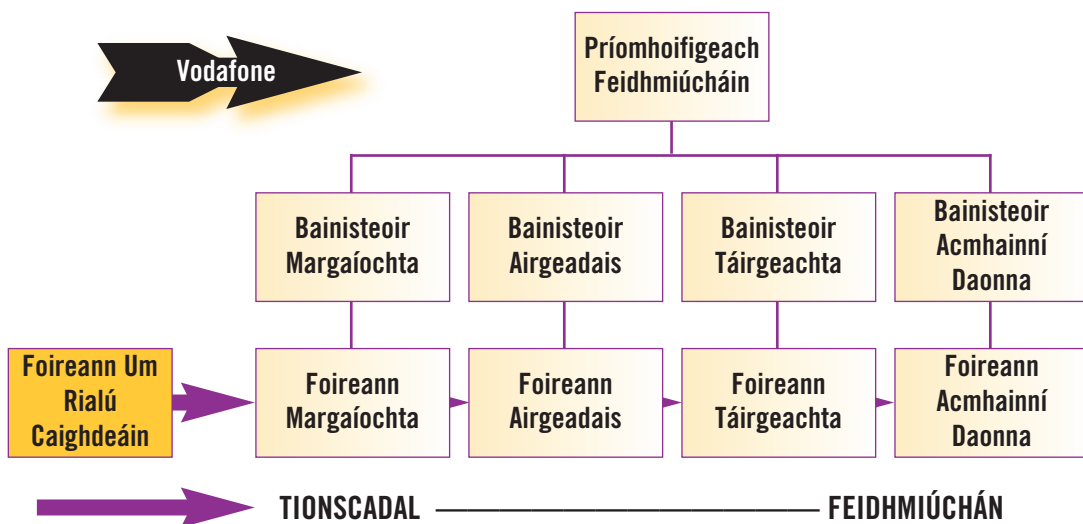 Vodafone
Príomhoifigeach
Feidhmiúcháin
Bainisteoir
Margaíochta
Bainisteoir
Airgeadais
Bainisteoir
Táirgeachta
Bainisteoir
Acmhainní
Daonna
Foireann Um
Rialú
Caighdeáin
Foireann
Margaíochta
Foireann
Airgeadais
Foireann
Táirgeachta
Foireann
Acmhainní
Daonna
TIONSCADAL
FEIDHMIÚCHÁN